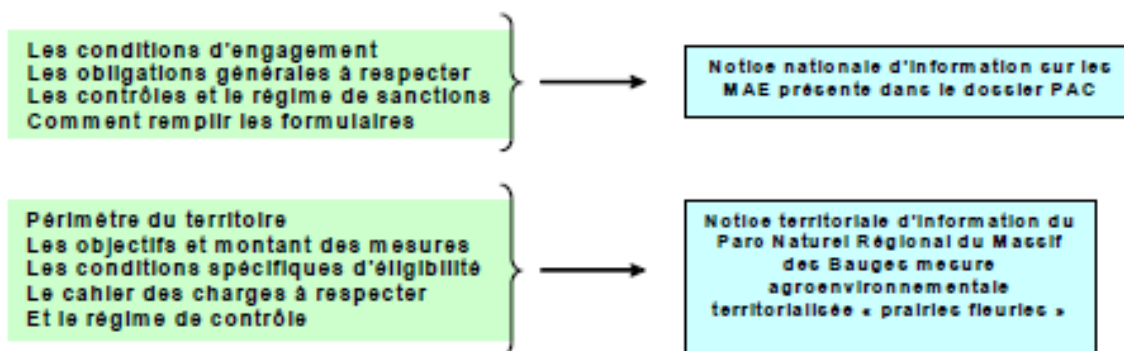 Les conditions d'engagement
Les obligations générales à respecter
Les contrôles et le régime de sanctions
Comment remplir les formulaires
Notice nationale d'information sur les
MAE présente dans le dossier PAC
Périmètre du territoire
Les objectifs et montant des mesures
Les conditions spécifiques d'éligibilité
Le cahier des charges à respecter
Et le régime de contrôle
Notice territoriale d'information du
Parc Naturel Régional du Massif
des Bauges mesure
agroenvironnementale
territorialisée « prairies fleuries »